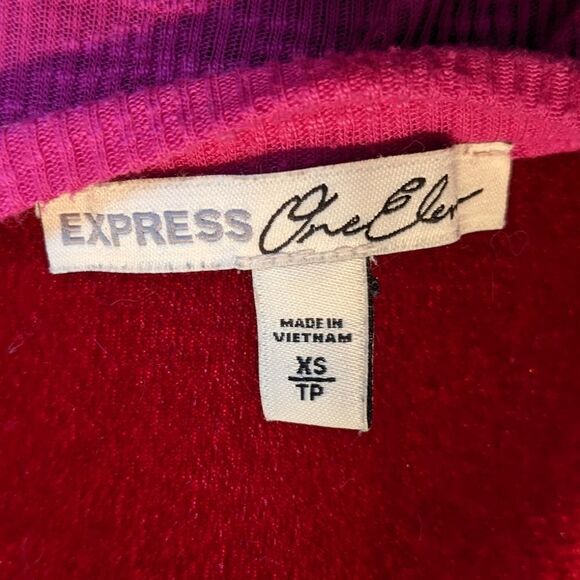 EXPRESS One Eleven
MADE IN
VIETNAM
XS
TP